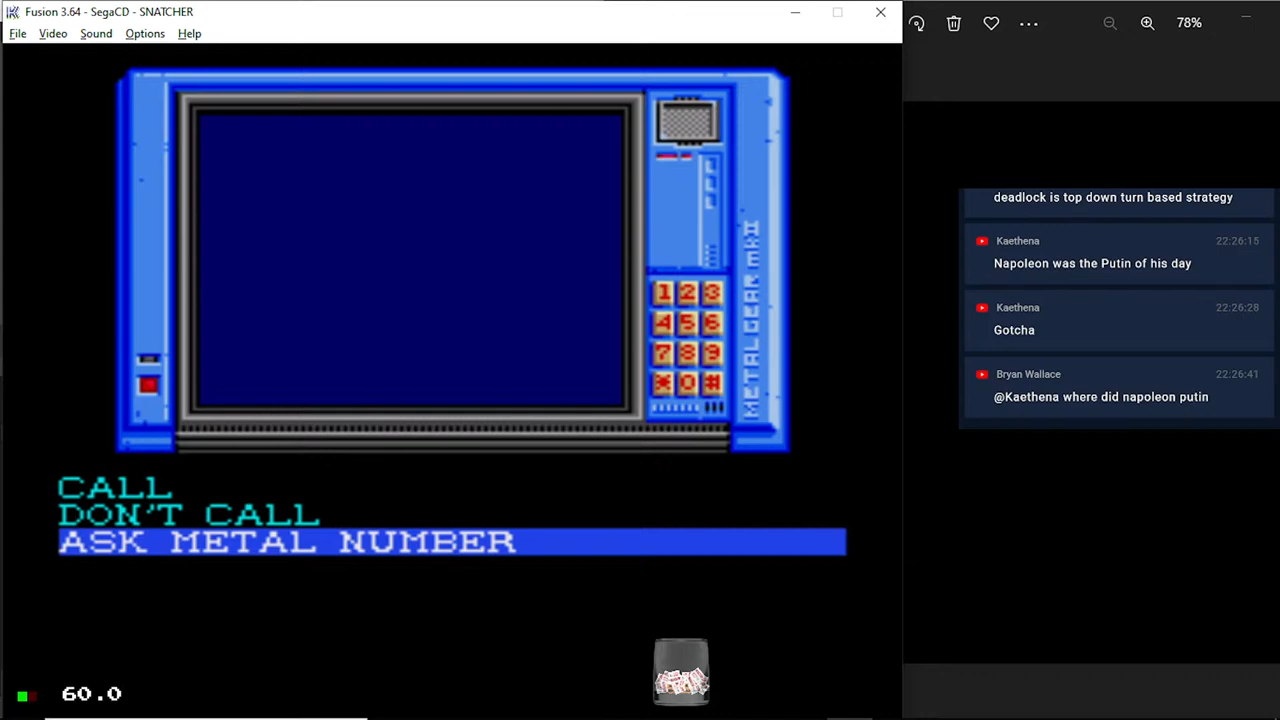 Fusion 3.64 - SegaCD - SNATCHER
File Video Sound Options Help
78%
1 2 3
4 5 6
7 8 9
* 0 #
METALGEAR mkII
CALL
DON'T CALL
ASK METAL NUMBER
60.0
deadlock is top down turn based strategy
Kaethena 22:26:15
Napoleon was the Putin of his day
Kaethena 22:26:28
Gotcha
Bryan Wallace 22:26:41
@Kaethena where did napoleon putin